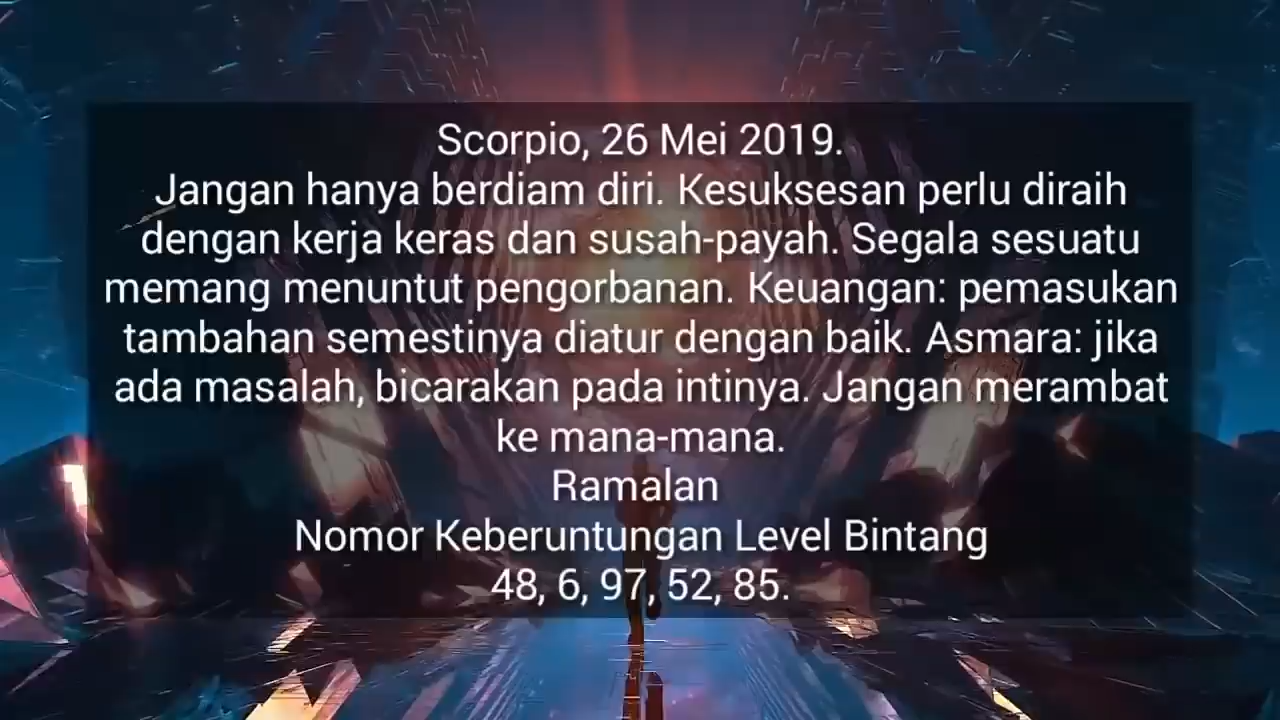 Scorpio, 26 Mei 2019.
Jangan hanya berdiam diri. Kesuksesan perlu diraih
dengan kerja keras dan susah-payah. Segala sesuatu
memang menuntut pengorbanan. Keuangan: pemasukan
tambahan semestinya diatur dengan baik. Asmara: jika
ada masalah, bicarakan pada intinya. Jangan merambat
ke mana-mana.
Ramalan
Nomor Keberuntungan Level Bintang
48, 6, 97, 52, 85.